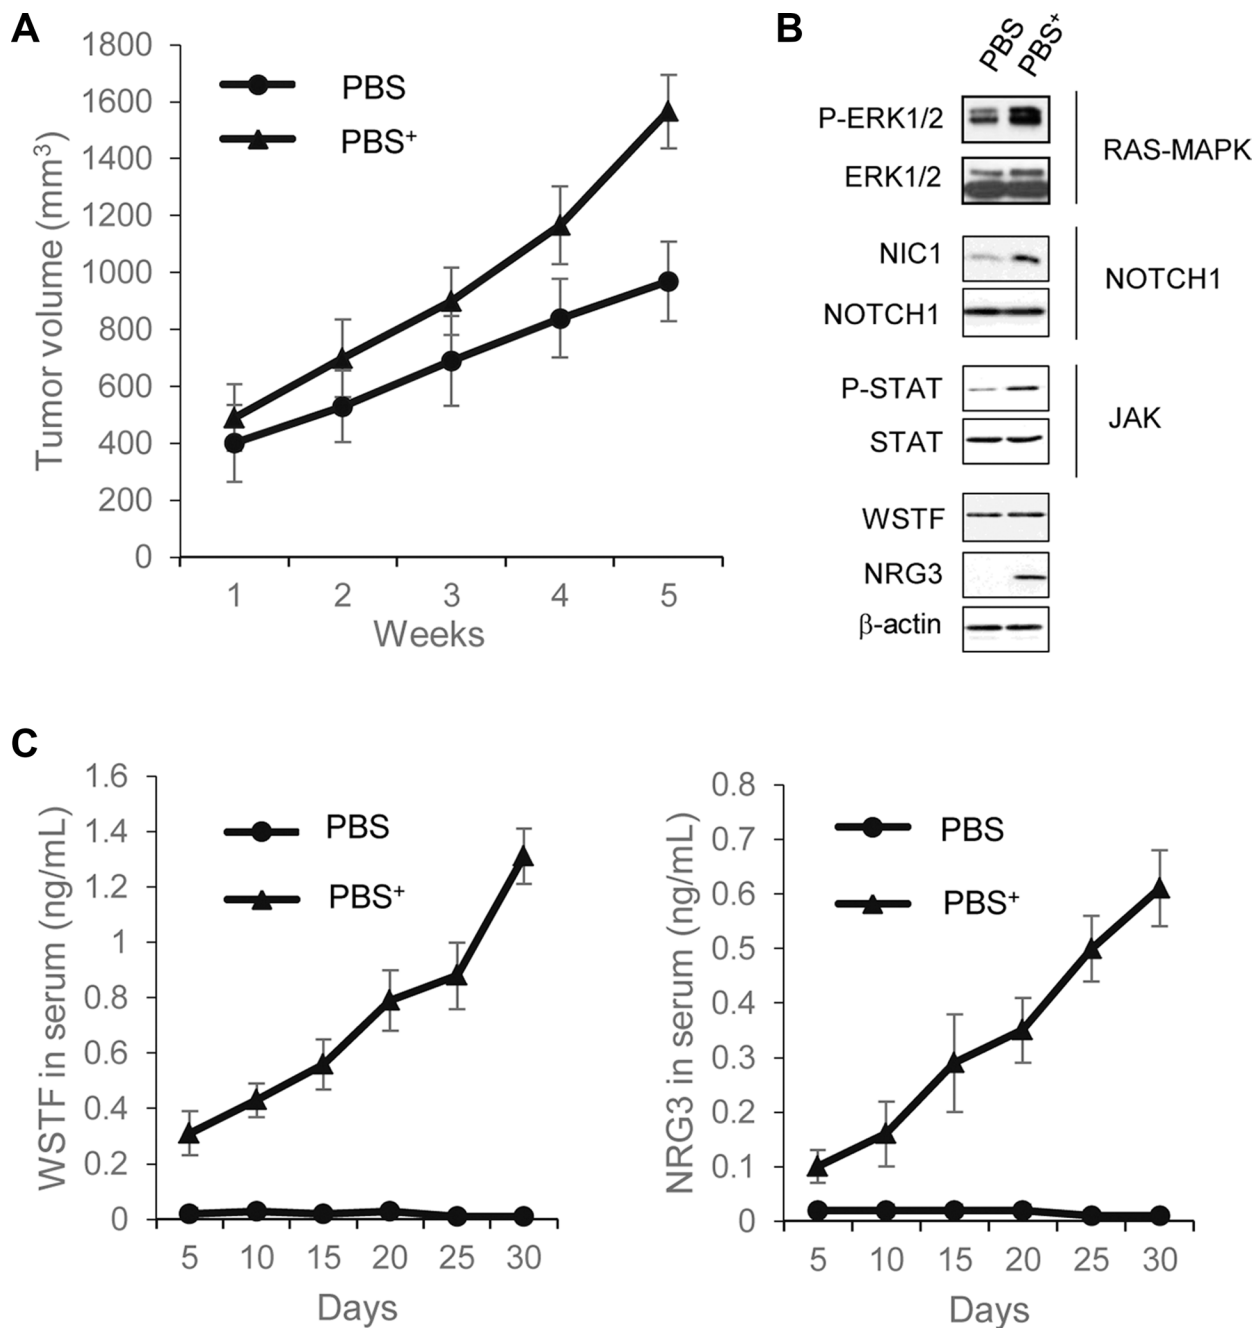 A
Tumor volume (mm³)
1800
1600
1400
1200
1000
800
600
400
200
0
PBS
PBS⁺
1 2 3 4 5
Weeks
B
PBS PBS⁺
P-ERK1/2
ERK1/2
RAS-MAPK
NIC1
NOTCH1
NOTCH1
P-STAT
STAT
JAK
WSTF
NRG3
β-actin
C
WSTF in serum (ng/mL)
1.6
1.4
1.2
1
0.8
0.6
0.4
0.2
0
PBS
PBS⁺
5 10 15 20 25 30
Days
NRG3 in serum (ng/mL)
0.8
0.7
0.6
0.5
0.4
0.3
0.2
0.1
0
PBS
PBS⁺
5 10 15 20 25 30
Days